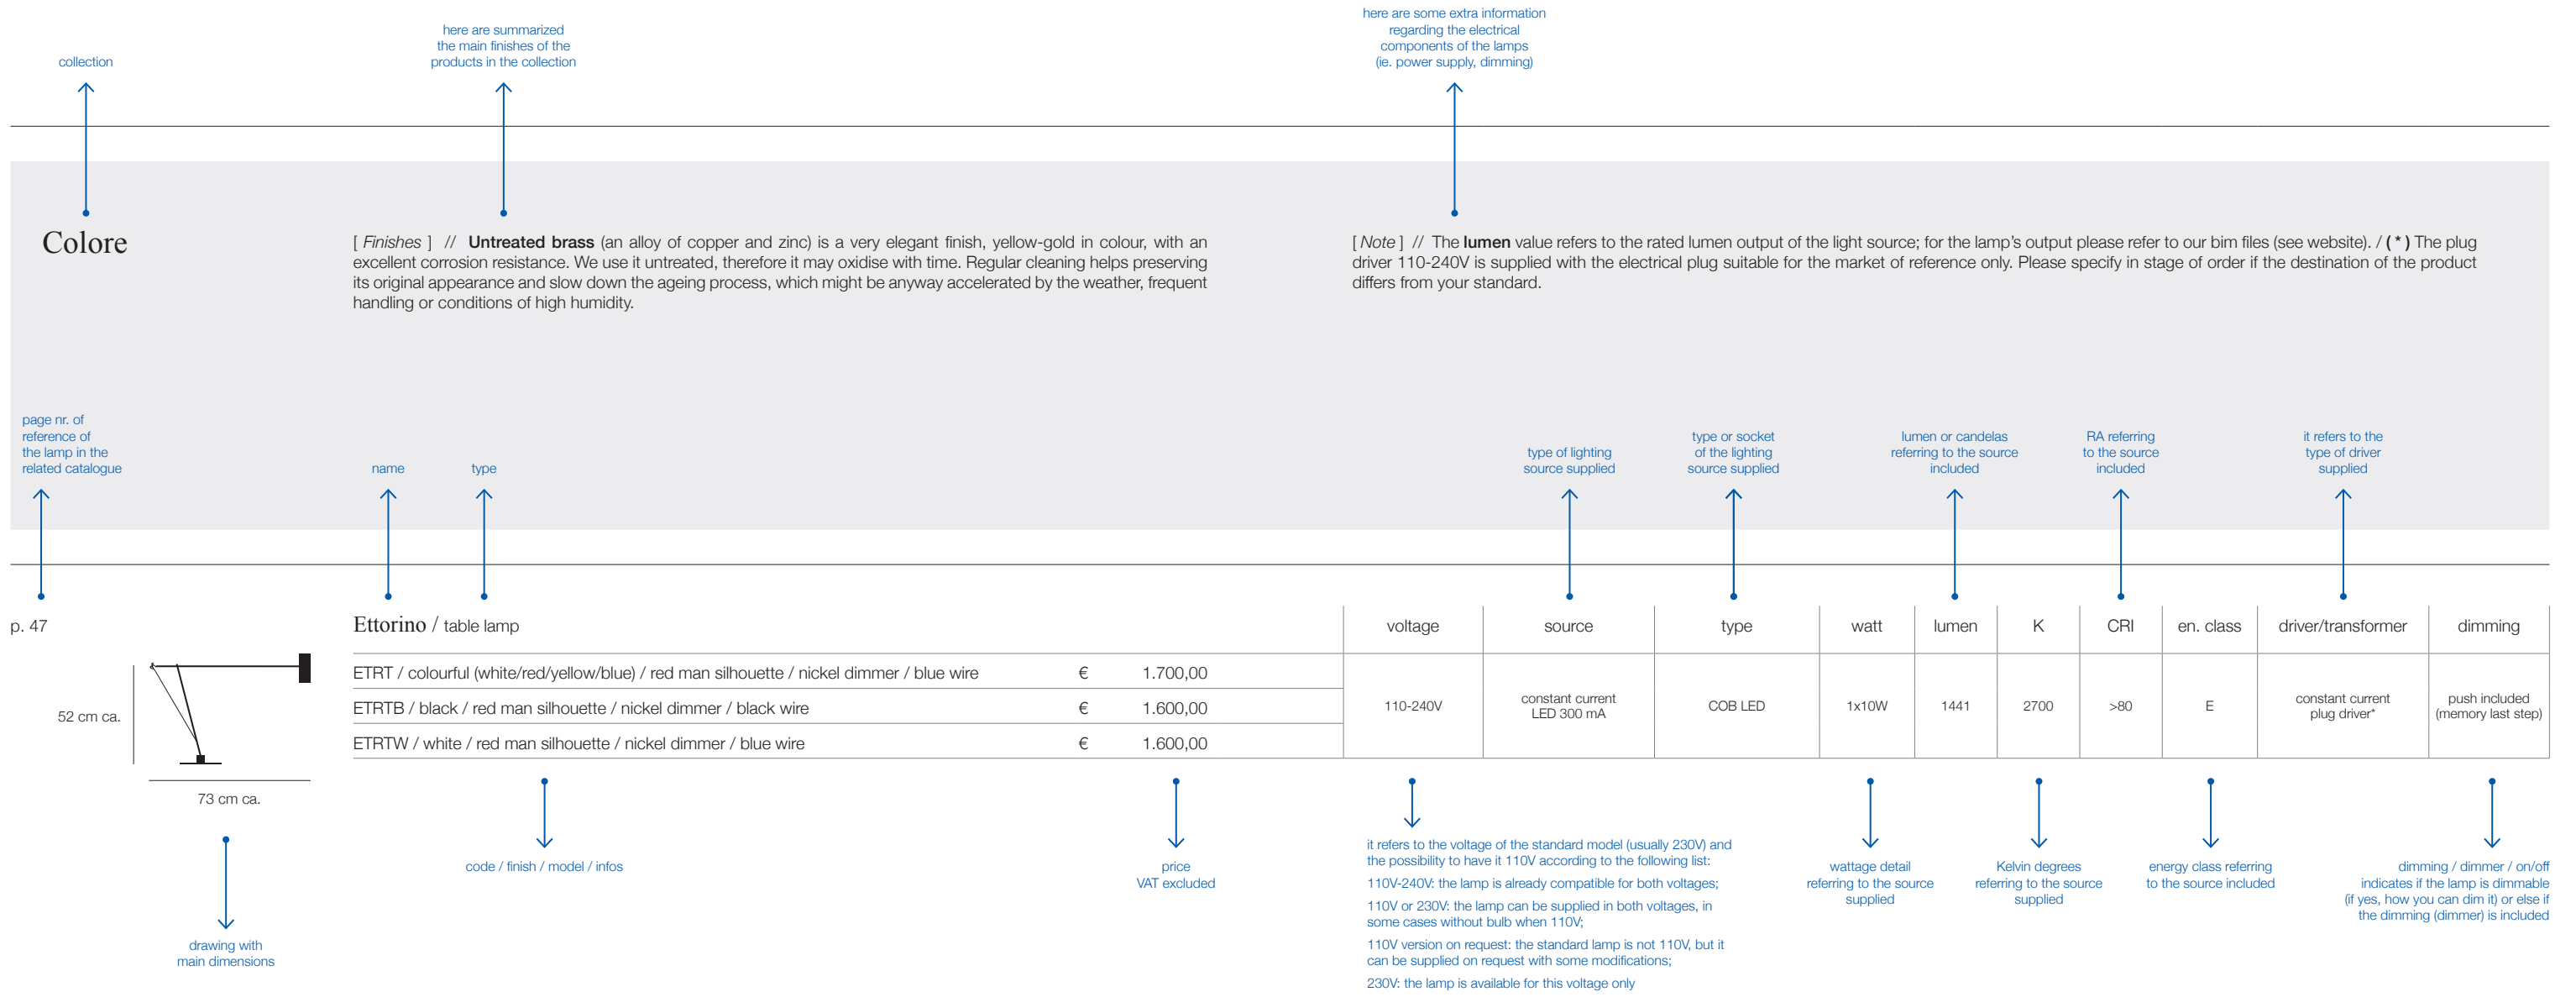 collection
here are summarized
the main finishes of the
products in the collection
here are some extra information
regarding the electrical
components of the lamps
(ie. power supply, dimming)
Colore
[ Finishes ] // Untreated brass (an alloy of copper and zinc) is a very elegant finish, yellow-gold in colour, with an
excellent corrosion resistance. We use it untreated, therefore it may oxidise with time. Regular cleaning helps preserving
its original appearance and slow down the ageing process, which might be anyway accelerated by the weather, frequent
handling or conditions of high humidity.
[ Note ] // The lumen value refers to the rated lumen output of the light source; for the lamp's output please refer to our bim files (see website). / ( * ) The plug
driver 110-240V is supplied with the electrical plug suitable for the market of reference only. Please specify in stage of order if the destination of the product
differs from your standard.
page nr. of
reference of
the lamp in the
related catalogue
name
type
type of lighting
source supplied
type or socket
of the lighting
source supplied
lumen or candelas
referring to the source
included
RA referring
to the source
included
it refers to the
type of driver
supplied
p. 47
Ettorino / table lamp
voltage
source
type
watt
lumen
K
CRI
en. class
driver/transformer
dimming
52 cm ca.
73 cm ca.
ETRT / colourful (white/red/yellow/blue) / red man silhouette / nickel dimmer / blue wire € 1.700,00
ETRTB / black / red man silhouette / nickel dimmer / black wire € 1.600,00
ETRTW / white / red man silhouette / nickel dimmer / blue wire € 1.600,00
110-240V
constant current
LED 300 mA
COB LED
1x10W
1441
2700
>80
E
constant current
plug driver*
push included
(memory last step)
drawing with
main dimensions
code / finish / model / infos
price
VAT excluded
it refers to the voltage of the standard model (usually 230V) and
the possibility to have it 110V according to the following list:
110V-240V: the lamp is already compatible for both voltages;
110V or 230V: the lamp can be supplied in both voltages, in
some cases without bulb when 110V;
110V version on request: the standard lamp is not 110V, but it
can be supplied on request with some modifications;
230V: the lamp is available for this voltage only
wattage detail
referring to the source
supplied
Kelvin degrees
referring to the source
supplied
energy class referring
to the source included
dimming / dimmer / on/off
indicates if the lamp is dimmable
(if yes, how you can dim it) or else if
the dimming (dimmer) is included